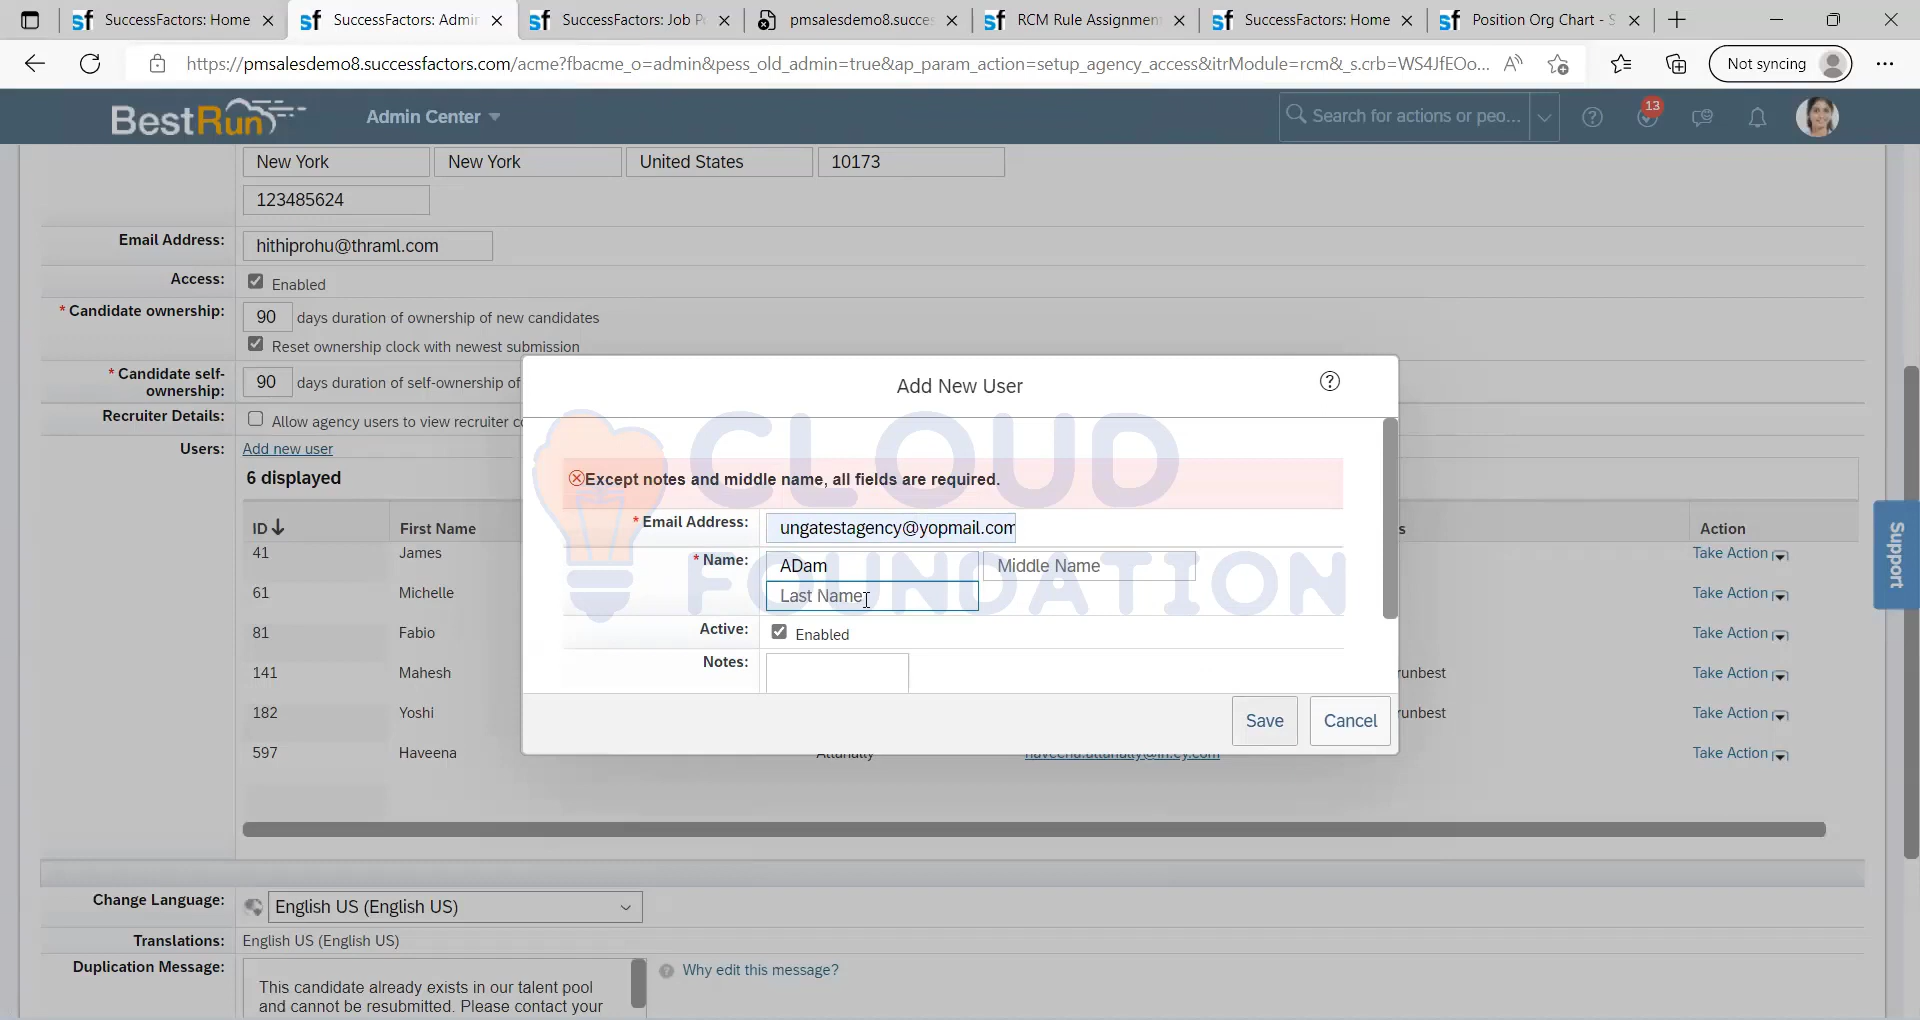 SuccessFactors: Home
SuccessFactors: Admin
SuccessFactors: Job P
pmsalesdemo8.succes
RCM Rule Assignmen
SuccessFactors: Home
Position Org Chart - S
https://pmsalesdemo8.successfactors.com/acme?fbacme_o=admin&pess_old_admin=true&ap_param_action=setup_agency_access&itrModule=rcm&_s.crb=WS4JfEOo...
Not syncing
BestRun
Admin Center
Search for actions or peo...
13
New York New York United States 10173
123485624
Email Address: hithiprohu@thraml.com
Access: Enabled
* Candidate ownership: 90 days duration of ownership of new candidates
Reset ownership clock with newest submission
* Candidate self-
ownership: 90 days duration of self-ownership of
Recruiter Details: Allow agency users to view recruiter co
Users: Add new user
6 displayed
ID First Name Action
41 James Take Action
61 Michelle Take Action
81 Fabio Take Action
141 Mahesh runbest Take Action
182 Yoshi runbest Take Action
597 Haveena Attanally haveena.attanally@in.ey.com Take Action
Add New User
CLOUD
FOUNDATION
Except notes and middle name, all fields are required.
* Email Address: ungatestagency@yopmail.com
* Name: ADam Middle Name
Last Name
Active: Enabled
Notes:
Save Cancel
Support
Change Language: English US (English US)
Translations: English US (English US)
Duplication Message: This candidate already exists in our talent pool
and cannot be resubmitted. Please contact your
Why edit this message?